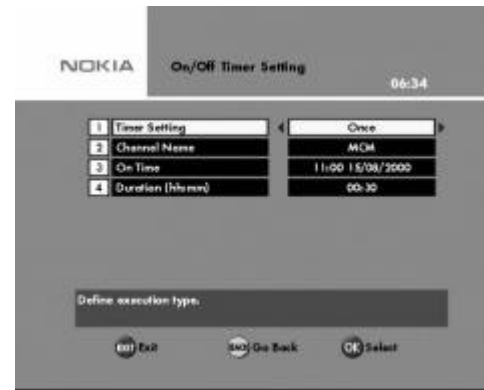 NOKIA
On/Off Timer Setting
06:34
1 Timer Setting Once
2 Channel Name MCM
3 On Time 11:00 15/08/2000
4 Duration (hh:mm) 00:30
Define execution type.
EXIT Exit BACK Go Back OK Select